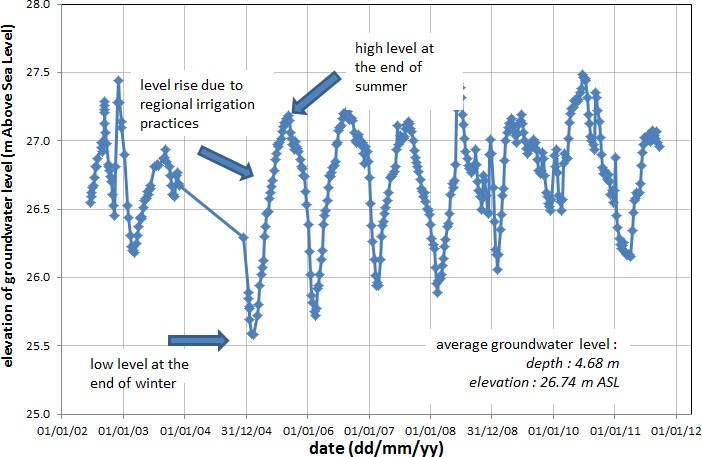 elevation of groundwater level (m Above Sea Level)
28.0
27.5
27.0
26.5
26.0
25.5
25.0
level rise due to
regional irrigation
practices
high level at
the end of
summer
low level at the
end of winter
average groundwater level :
depth : 4.68 m
elevation : 26.74 m ASL
01/01/02
01/01/03
01/01/04
31/12/04
01/01/06
01/01/07
01/01/08
31/12/08
01/01/10
01/01/11
01/01/12
date (dd/mm/yy)